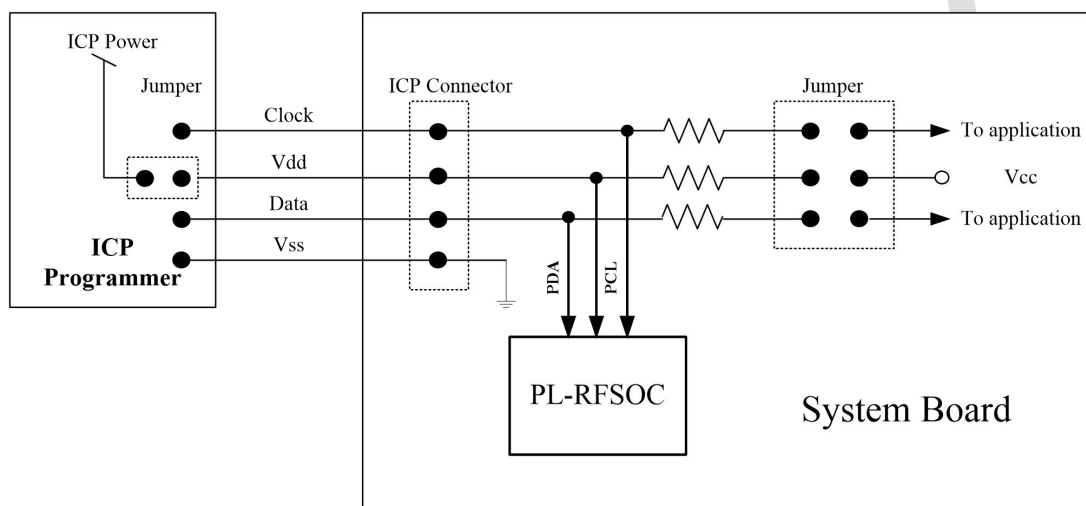 ICP Power
Jumper
ICP Connector
Jumper
Clock
To application
Vdd
Vcc
Data
To application
Vss
ICP
Programmer
PDA
PCL
PL-RFSOC
System Board